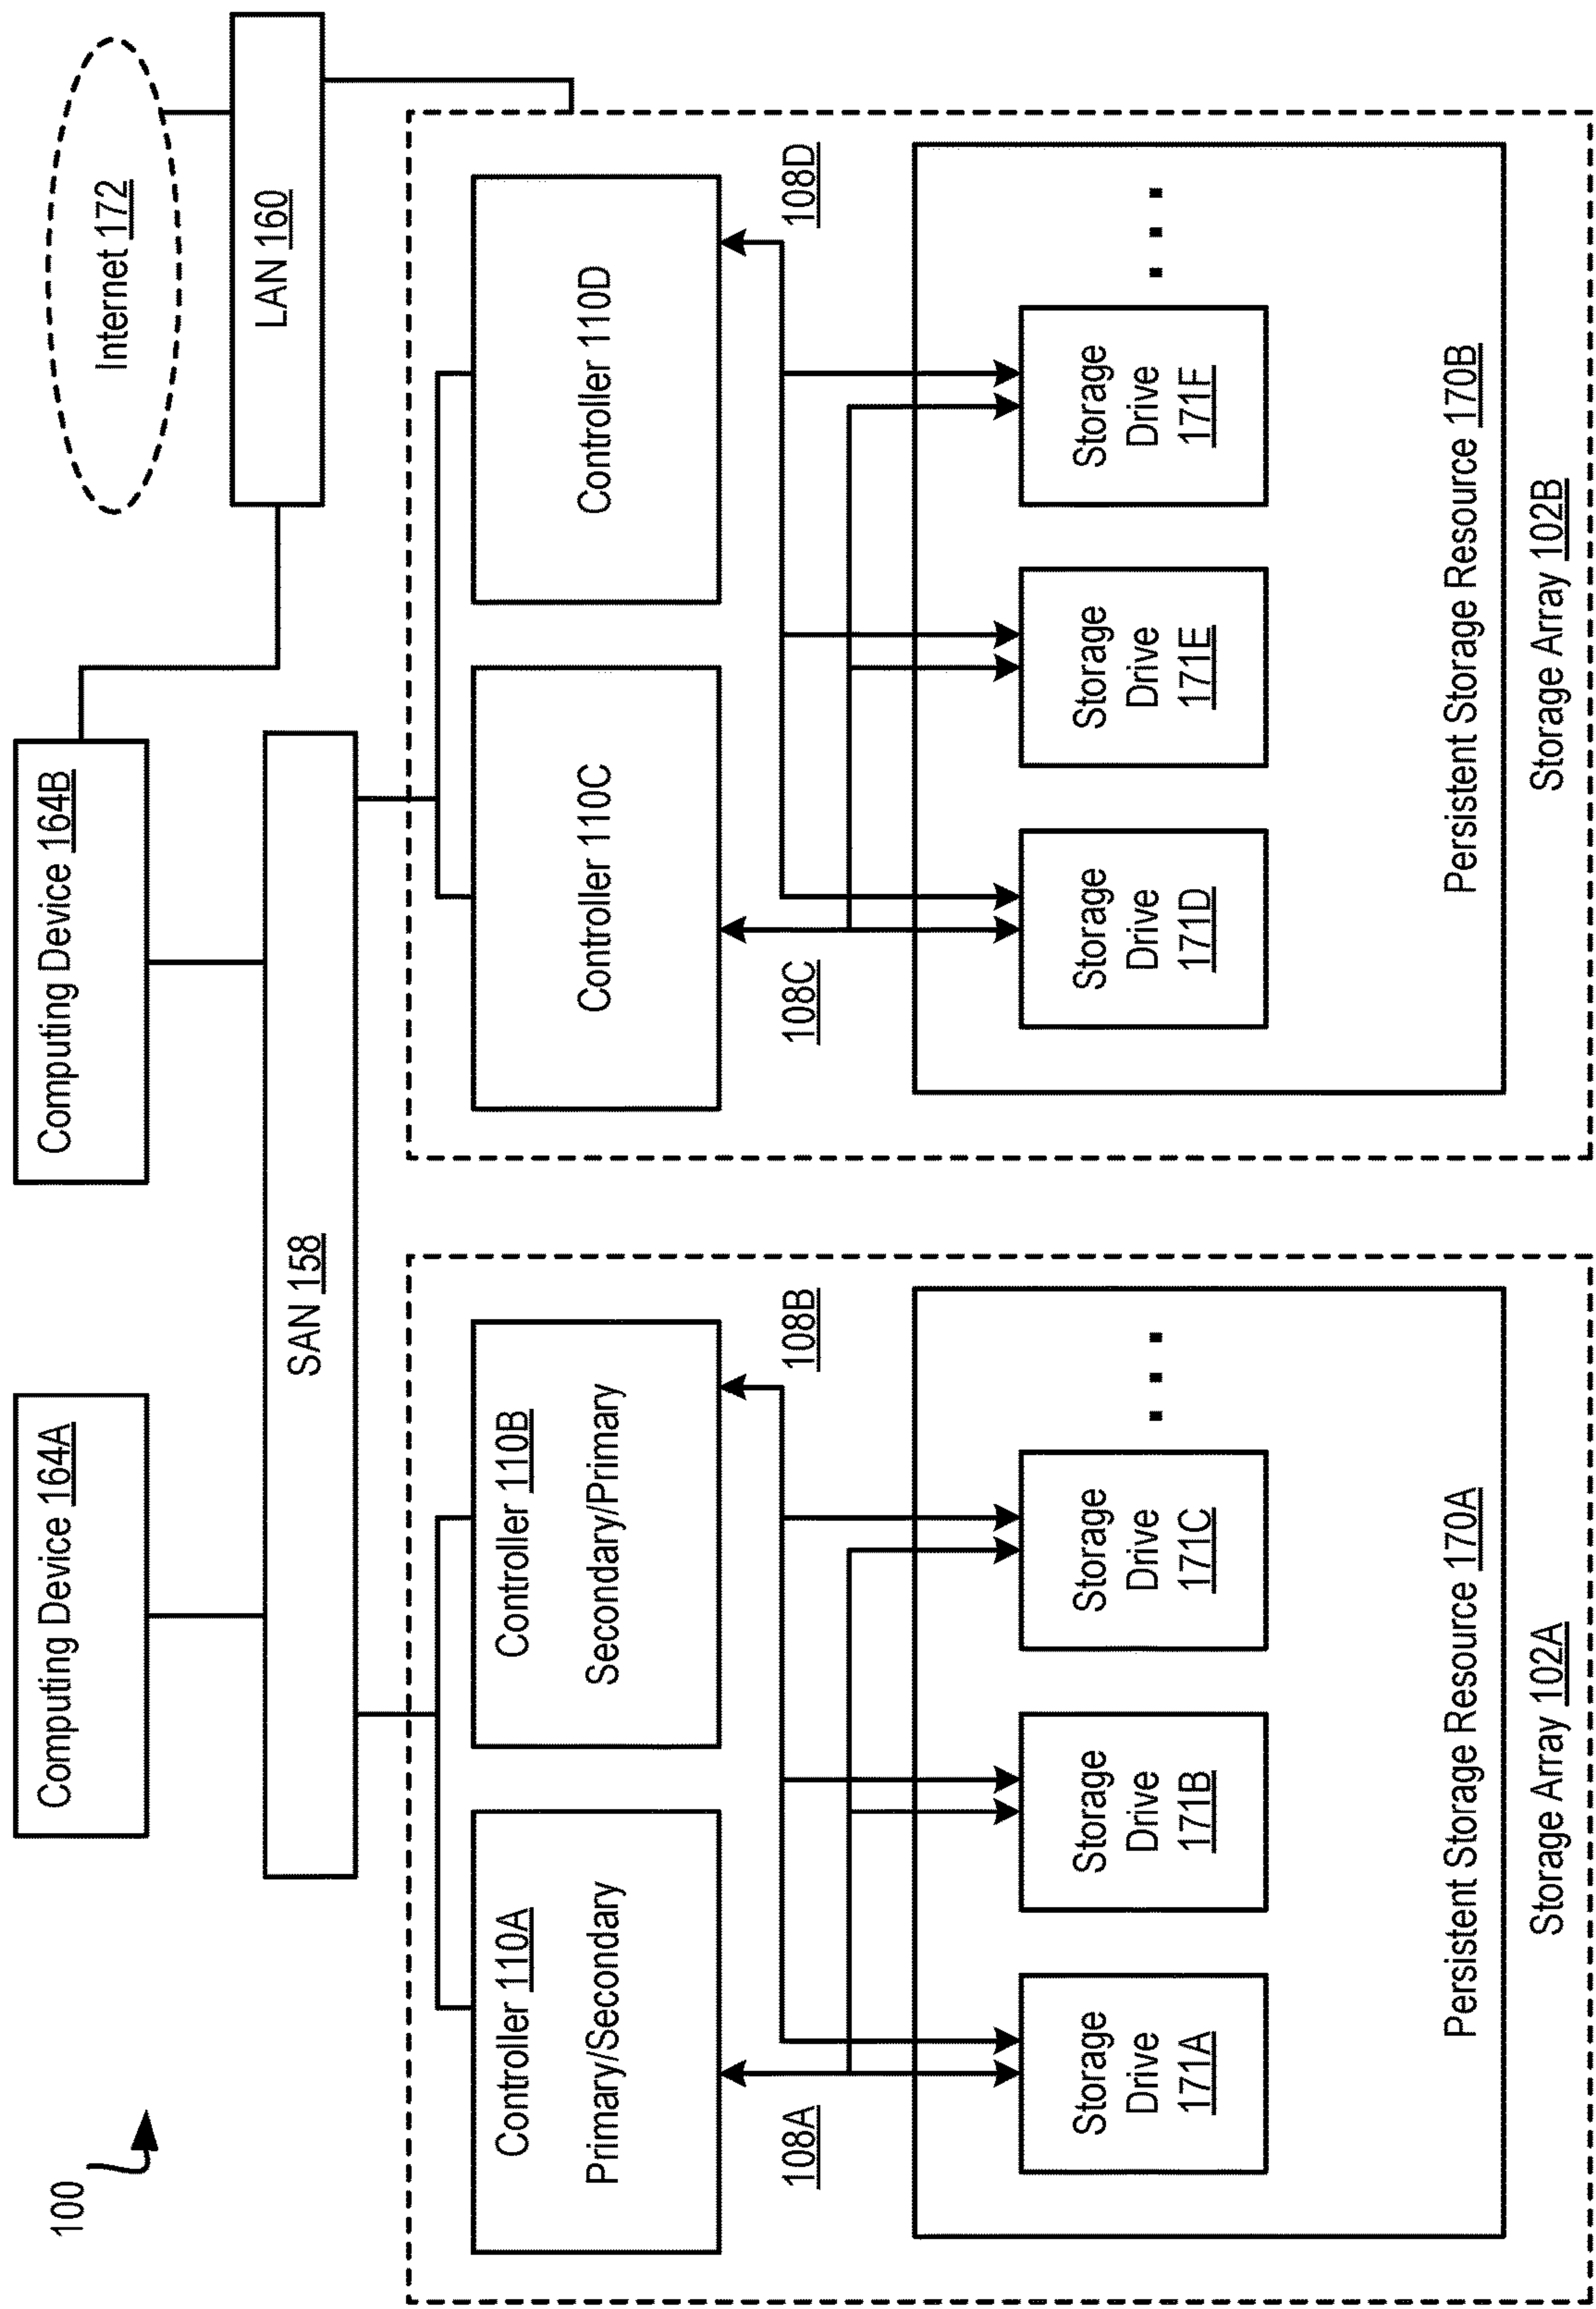 100
Computing Device 164A
Computing Device 164B
Internet 172
LAN 160
SAN 158
Controller 110A
Primary/Secondary
Controller 110B
Secondary/Primary
Controller 110C
Controller 110D
108A
108B
108C
108D
Storage
Drive
171A
Storage
Drive
171B
Storage
Drive
171C
Storage
Drive
171D
Storage
Drive
171E
Storage
Drive
171F
Persistent Storage Resource 170A
Persistent Storage Resource 170B
Storage Array 102A
Storage Array 102B